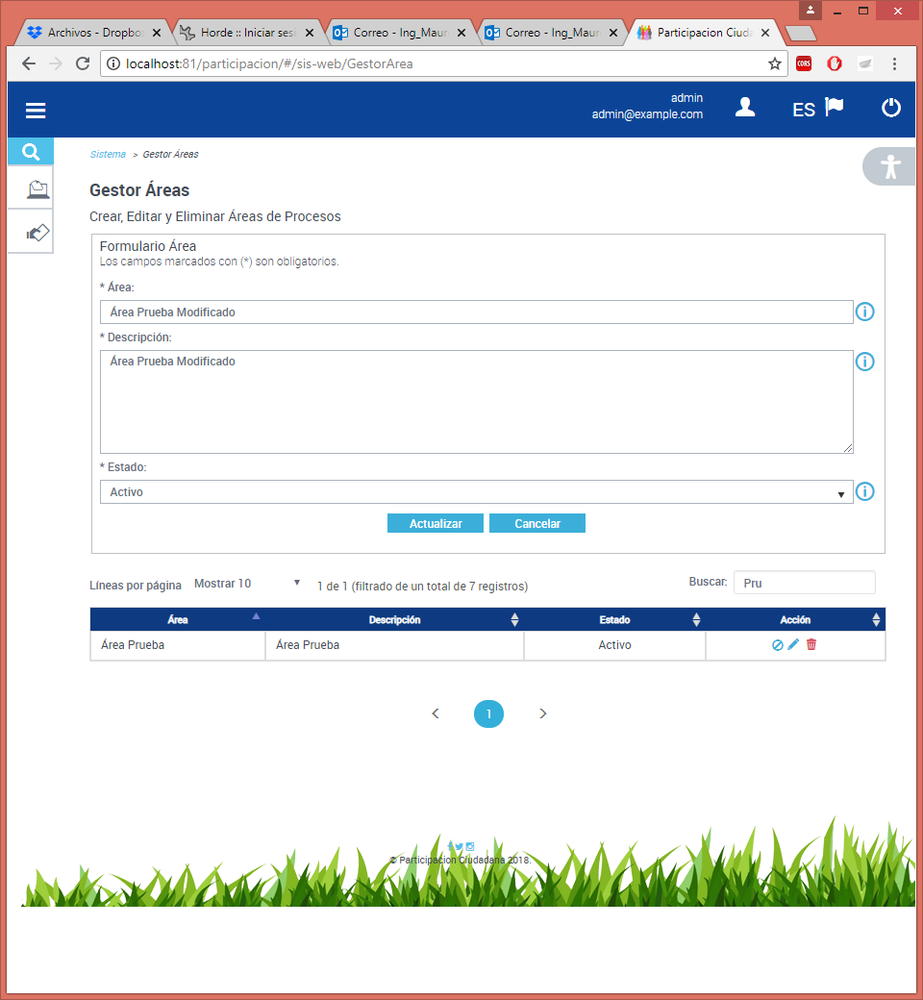 Archivos - Dropbo
Horde :: Iniciar ses
Correo - Ing_Mau
Correo - Ing_Mau
Participacion Ciuda
localhost:81/participacion/#/sis-web/GestorArea
CORS
admin
admin@example.com
ES
Sistema > Gestor Áreas
Gestor Áreas
Crear, Editar y Eliminar Áreas de Procesos
Formulario Área
Los campos marcados con (*) son obligatorios.
* Área:
Área Prueba Modificado
* Descripción:
Área Prueba Modificado
* Estado:
Activo
Actualizar Cancelar
Líneas por página Mostrar 10 1 de 1 (filtrado de un total de 7 registros) Buscar: Pru
Área Descripción Estado Acción
Área Prueba Área Prueba Activo
1
© Participacion Ciudadana 2018.